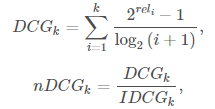 DCG_k = \sum_{i=1}^{k} \frac{2^{rel_i} - 1}{\log_2 (i + 1)},
nDCG_k = \frac{DCG_k}{IDCG_k},